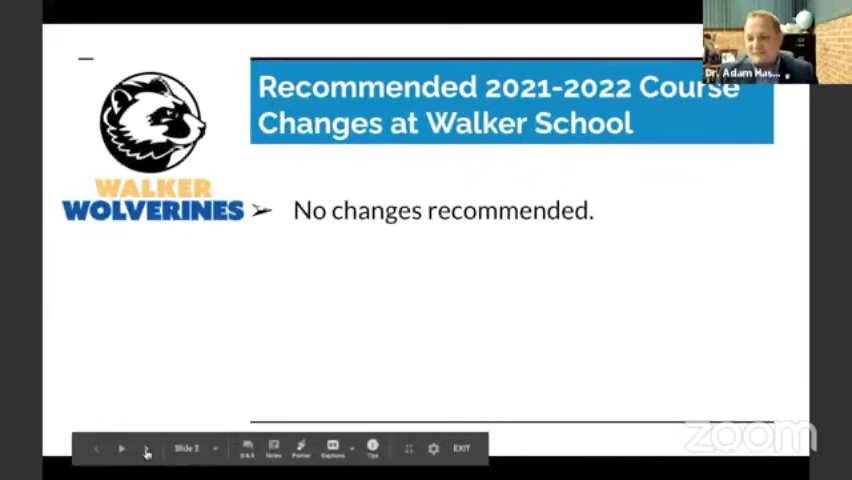 Recommended 2021-2022 Course
Changes at Walker School
WALKER
WOLVERINES
➢ No changes recommended.
Dr. Adam Has...
Slide 3
Q&A
Notes
Pointer
Captions
Tips
EXIT
zoom